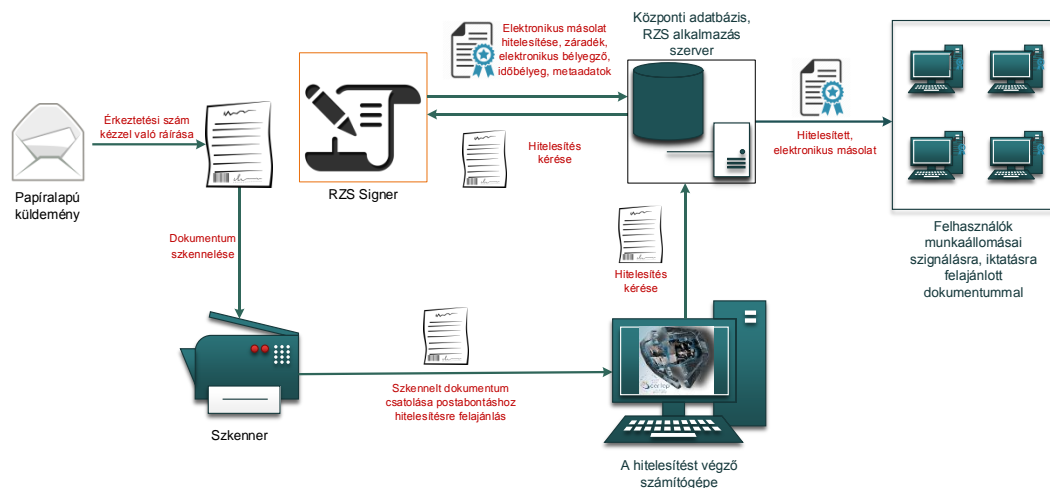 Elektronikus másolat
hitelesítése, záradék,
elektronikus bélyegző,
időbélyeg, metaadatok
Központi adatbázis,
RZS alkalmazás
szerver
Érkeztetési szám
kézzel való ráírása
Hitelesítés
kérése
Hitelesített,
elektronikus másolat
Papíralapú
küldemény
RZS Signer
Dokumentum
szkennelése
Hitelesítés
kérése
Felhasználók
munkaállomásai
szignálásra, iktatásra
felajánlott
dokumentummal
Szkennelt dokumentum
csatolása postabontáshoz
hitelesítésre felajánlás
Szkenner
A hitelesítést végző
számítógépe